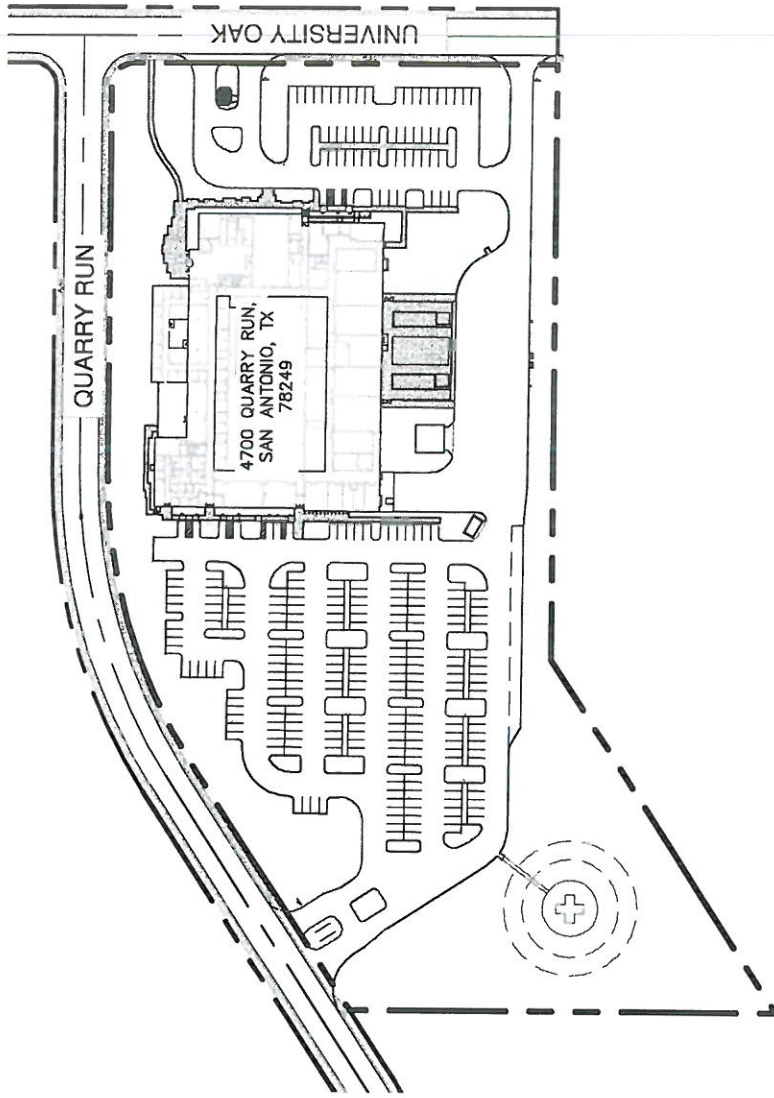 UNIVERSITY OAK
QUARRY RUN
4700 QUARRY RUN,
SAN ANTONIO, TX
78249